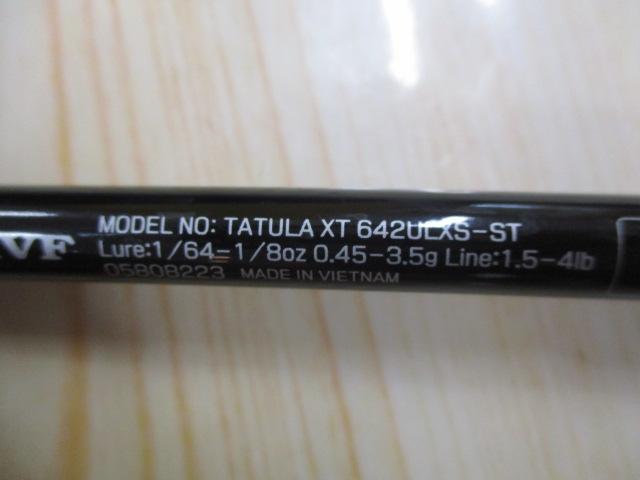 MODEL NO: TATULA XT 642ULXS-ST
VF
Lure:1/64-1/8oz 0.45-3.5g Line:1.5-4lb
05808223 MADE IN VIETNAM